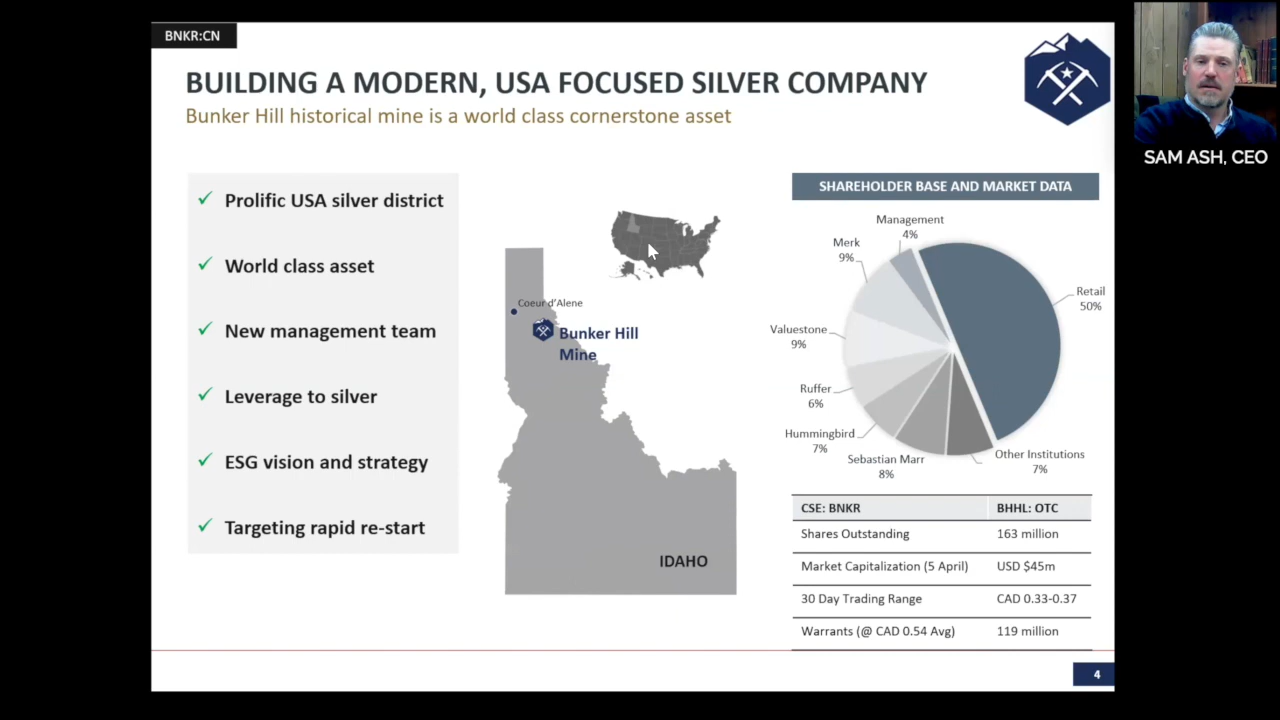 BNKR:CN
BUILDING A MODERN, USA FOCUSED SILVER COMPANY
Bunker Hill historical mine is a world class cornerstone asset
SAM ASH, CEO
✓ Prolific USA silver district
✓ World class asset
✓ New management team
✓ Leverage to silver
✓ ESG vision and strategy
✓ Targeting rapid re-start
Coeur d'Alene
Bunker Hill
Mine
IDAHO
SHAREHOLDER BASE AND MARKET DATA
Management
4%
Merk
9%
Retail
50%
Valuestone
9%
Ruffer
6%
Hummingbird
7%
Sebastian Marr
8%
Other Institutions
7%
CSE: BNKR BHHL: OTC
Shares Outstanding 163 million
Market Capitalization (5 April) USD $45m
30 Day Trading Range CAD 0.33-0.37
Warrants (@ CAD 0.54 Avg) 119 million
4